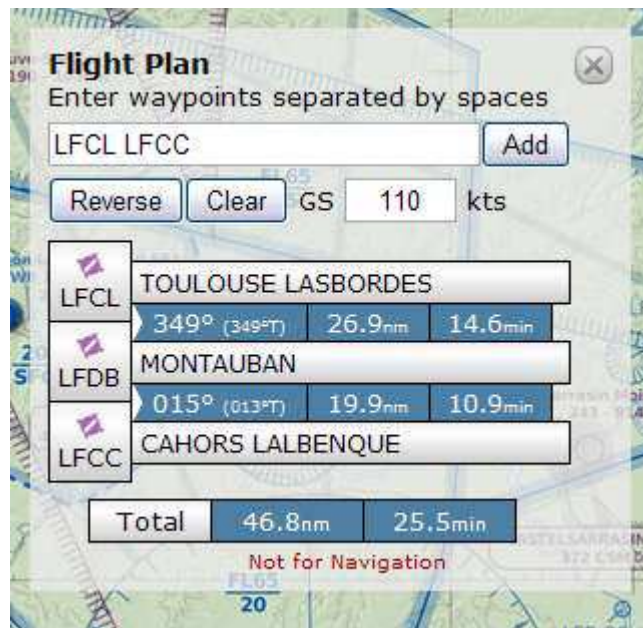 Flight Plan
Enter waypoints separated by spaces
LFCL LFCC
Add
Reverse
Clear
GS
110
kts
FL65
LFCL
TOULOUSE LASBORDES
349° (349°T)
26.9nm
14.6min
LFDB
MONTAUBAN
015° (013°T)
19.9nm
10.9min
LFCC
CAHORS LALBENQUE
Total
46.8nm
25.5min
Not for Navigation
FL65
20